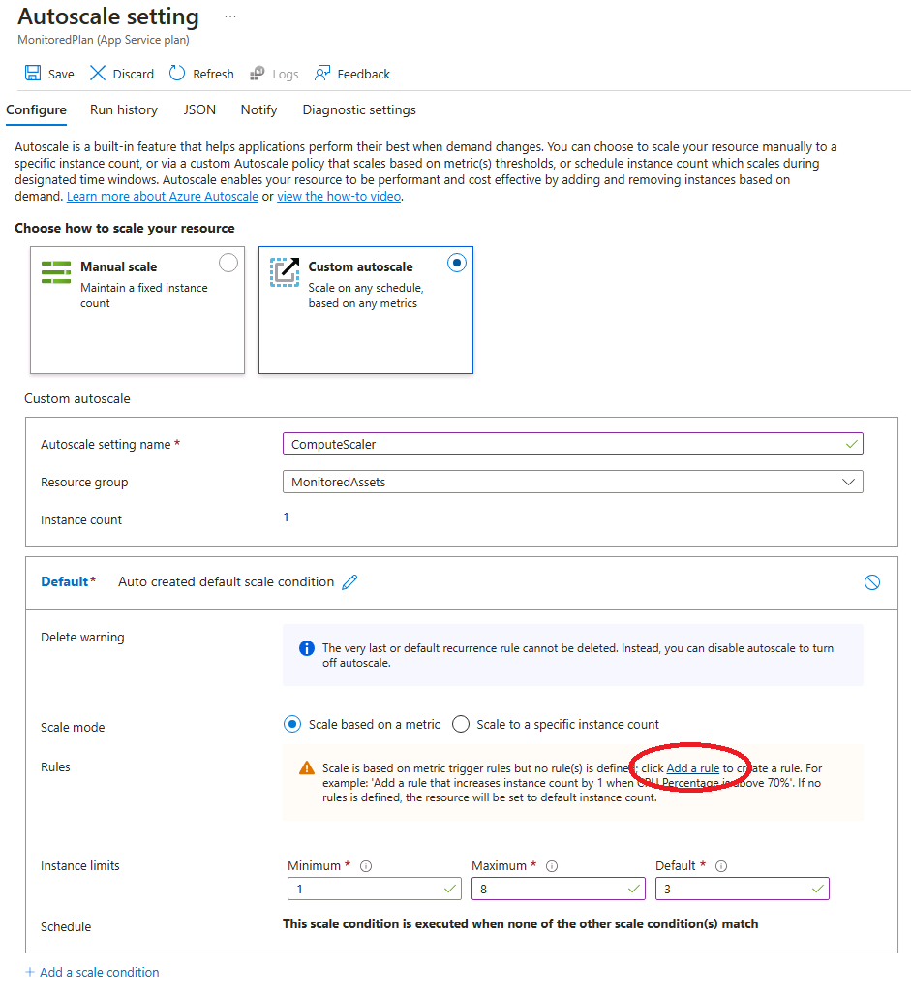 Autoscale setting ...
MonitoredPlan (App Service plan)
Save Discard Refresh Logs Feedback
Configure Run history JSON Notify Diagnostic settings
Autoscale is a built-in feature that helps applications perform their best when demand changes. You can choose to scale your resource manually to a
specific instance count, or via a custom Autoscale policy that scales based on metric(s) thresholds, or schedule instance count which scales during
designated time windows. Autoscale enables your resource to be performant and cost effective by adding and removing instances based on
demand. Learn more about Azure Autoscale or view the how-to video.
Choose how to scale your resource
Manual scale
Maintain a fixed instance
count
Custom autoscale
Scale on any schedule,
based on any metrics
Custom autoscale
Autoscale setting name * ComputeScaler
Resource group MonitoredAssets
Instance count 1
Default* Auto created default scale condition
Delete warning
The very last or default recurrence rule cannot be deleted. Instead, you can disable autoscale to turn
off autoscale.
Scale mode Scale based on a metric Scale to a specific instance count
Rules
Scale is based on metric trigger rules but no rule(s) is defined; click Add a rule to create a rule. For
example: 'Add a rule that increases instance count by 1 when CPU Percentage is above 70%'. If no
rules is defined, the resource will be set to default instance count.
Instance limits
Minimum * Maximum * Default *
1 8 3
Schedule This scale condition is executed when none of the other scale condition(s) match
+ Add a scale condition